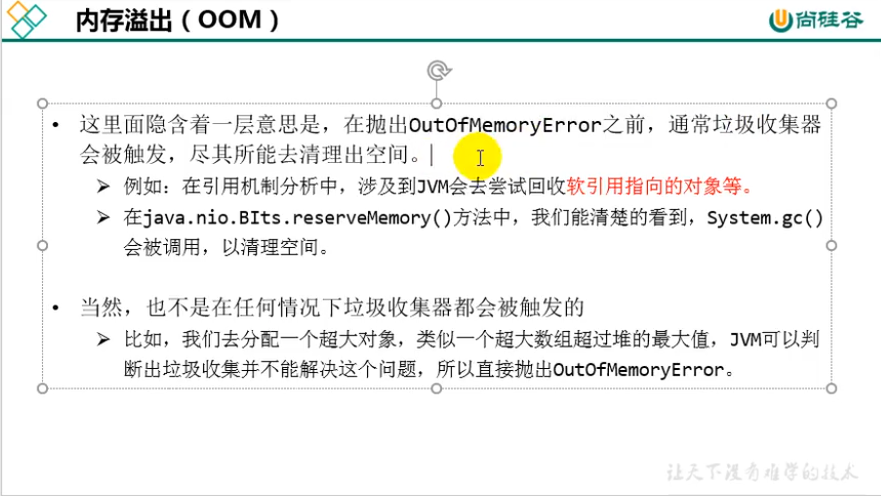 内存溢出（OOM）
尚硅谷
• 这里面隐含着一层意思是，在抛出OutOfMemoryError之前，通常垃圾收集器
会被触发，尽其所能去清理出空间。
➢ 例如：在引用机制分析中，涉及到JVM会去尝试回收软引用指向的对象等。
➢ 在java.nio.BIts.reserveMemory()方法中，我们能清楚的看到，System.gc()
会被调用，以清理空间。
• 当然，也不是在任何情况下垃圾收集器都会被触发的
➢ 比如，我们去分配一个超大对象，类似一个超大数组超过堆的最大值，JVM可以判
断出垃圾收集并不能解决这个问题，所以直接抛出OutOfMemoryError。
让天下没有难学的技术